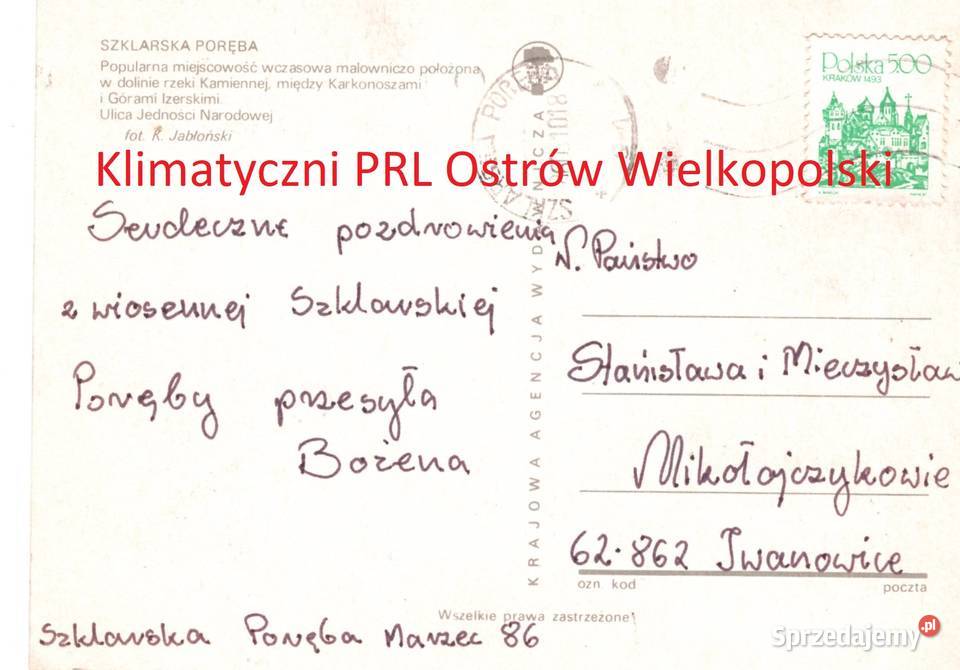 SZKLARSKA PORĘBA
Popularna miejscowość wczasowa malowniczo położona
w dolinie rzeki Kamiennej, między Karkonoszami
i Górami Izerskimi.
Ulica Jedności Narodowej
fot. R. Jabłoński
Polska 5.00
KRAKÓW 1493
Klimatyczni PRL Ostrów Wielkopolski
Serdeczne pozdrowienia
z wiosennej Szklarskiej
Poręby przesyła
Bożena
Szklarska Poręba Marzec 86
KRAJOWA AGENCJA WYDAWNICZA
W. Państwo
Stanisława i Mieczysław
Mikołajczykowie
62-862 Iwanowice
ozn. kod poczta
Wszelkie prawa zastrzeżone
Sprzedajemy.pl